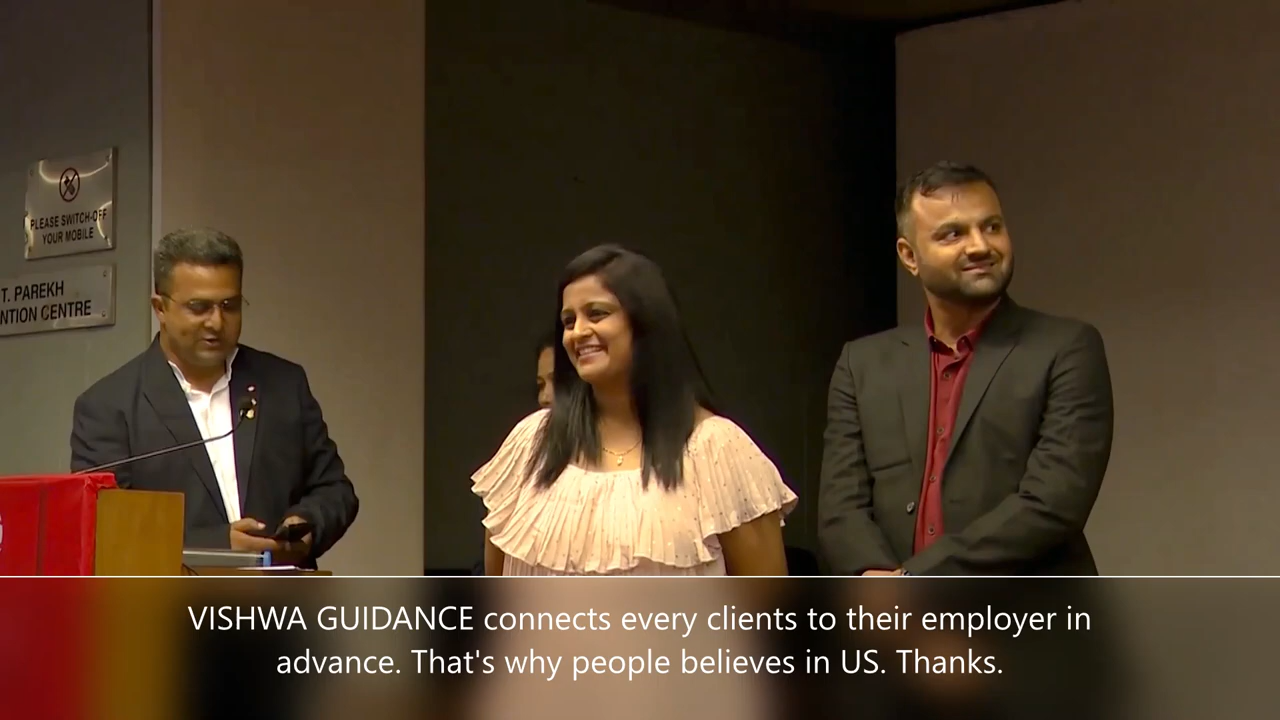 PLEASE SWITCH-OFF
YOUR MOBILE
T. PAREKH
NTION CENTRE
VISHWA GUIDANCE connects every clients to their employer in
advance. That's why people believes in US. Thanks.